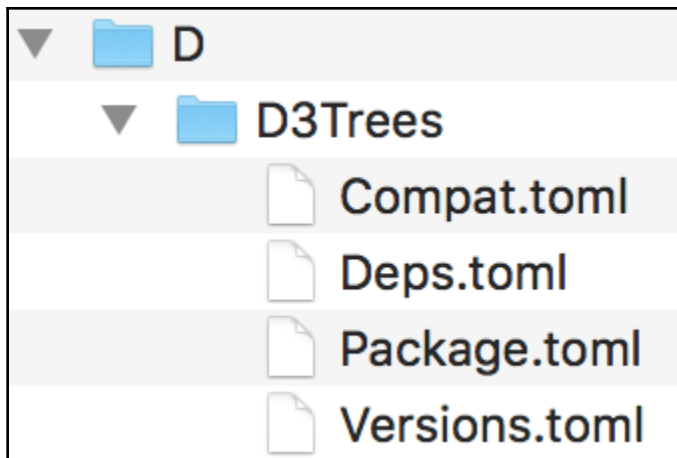 D
D3Trees
Compat.toml
Deps.toml
Package.toml
Versions.toml